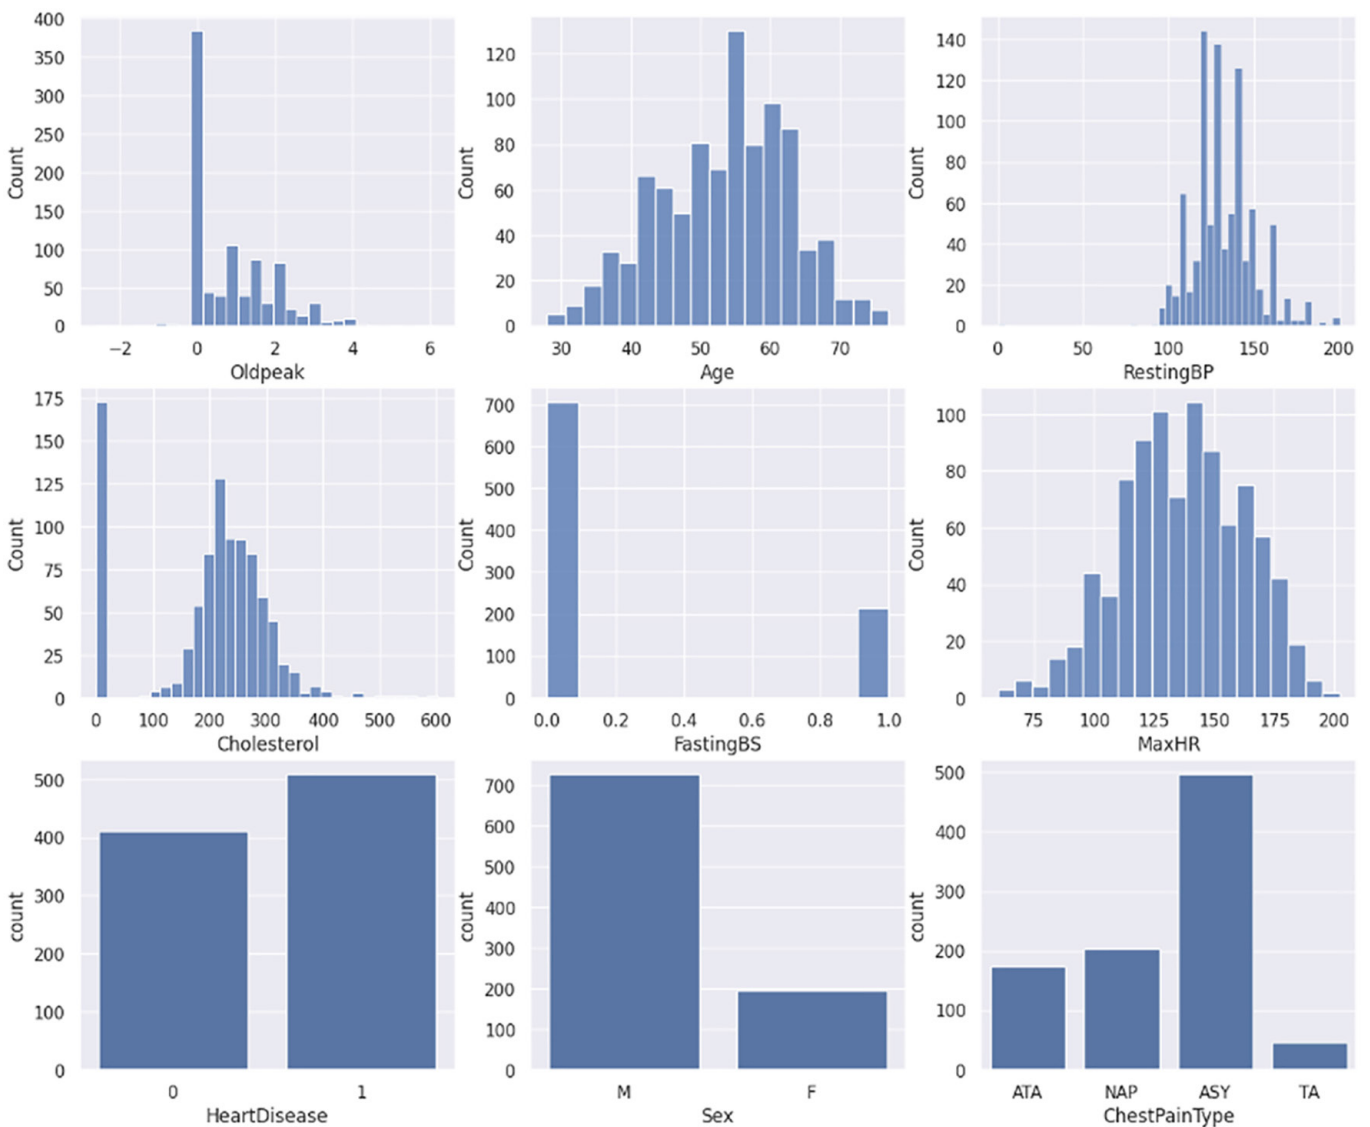 400
350
300
250
200
150
100
50
0
Count
−2 0 2 4 6
Oldpeak
120
100
80
60
40
20
0
Count
30 40 50 60 70
Age
140
120
100
80
60
40
20
0
Count
0 50 100 150 200
RestingBP
175
150
125
100
75
50
25
0
Count
0 100 200 300 400 500 600
Cholesterol
700
600
500
400
300
200
100
0
Count
0.0 0.2 0.4 0.6 0.8 1.0
FastingBS
100
80
60
40
20
0
Count
75 100 125 150 175 200
MaxHR
500
400
300
200
100
0
count
0 1
HeartDisease
700
600
500
400
300
200
100
0
count
M F
Sex
500
400
300
200
100
0
count
ATA NAP ASY TA
ChestPainType